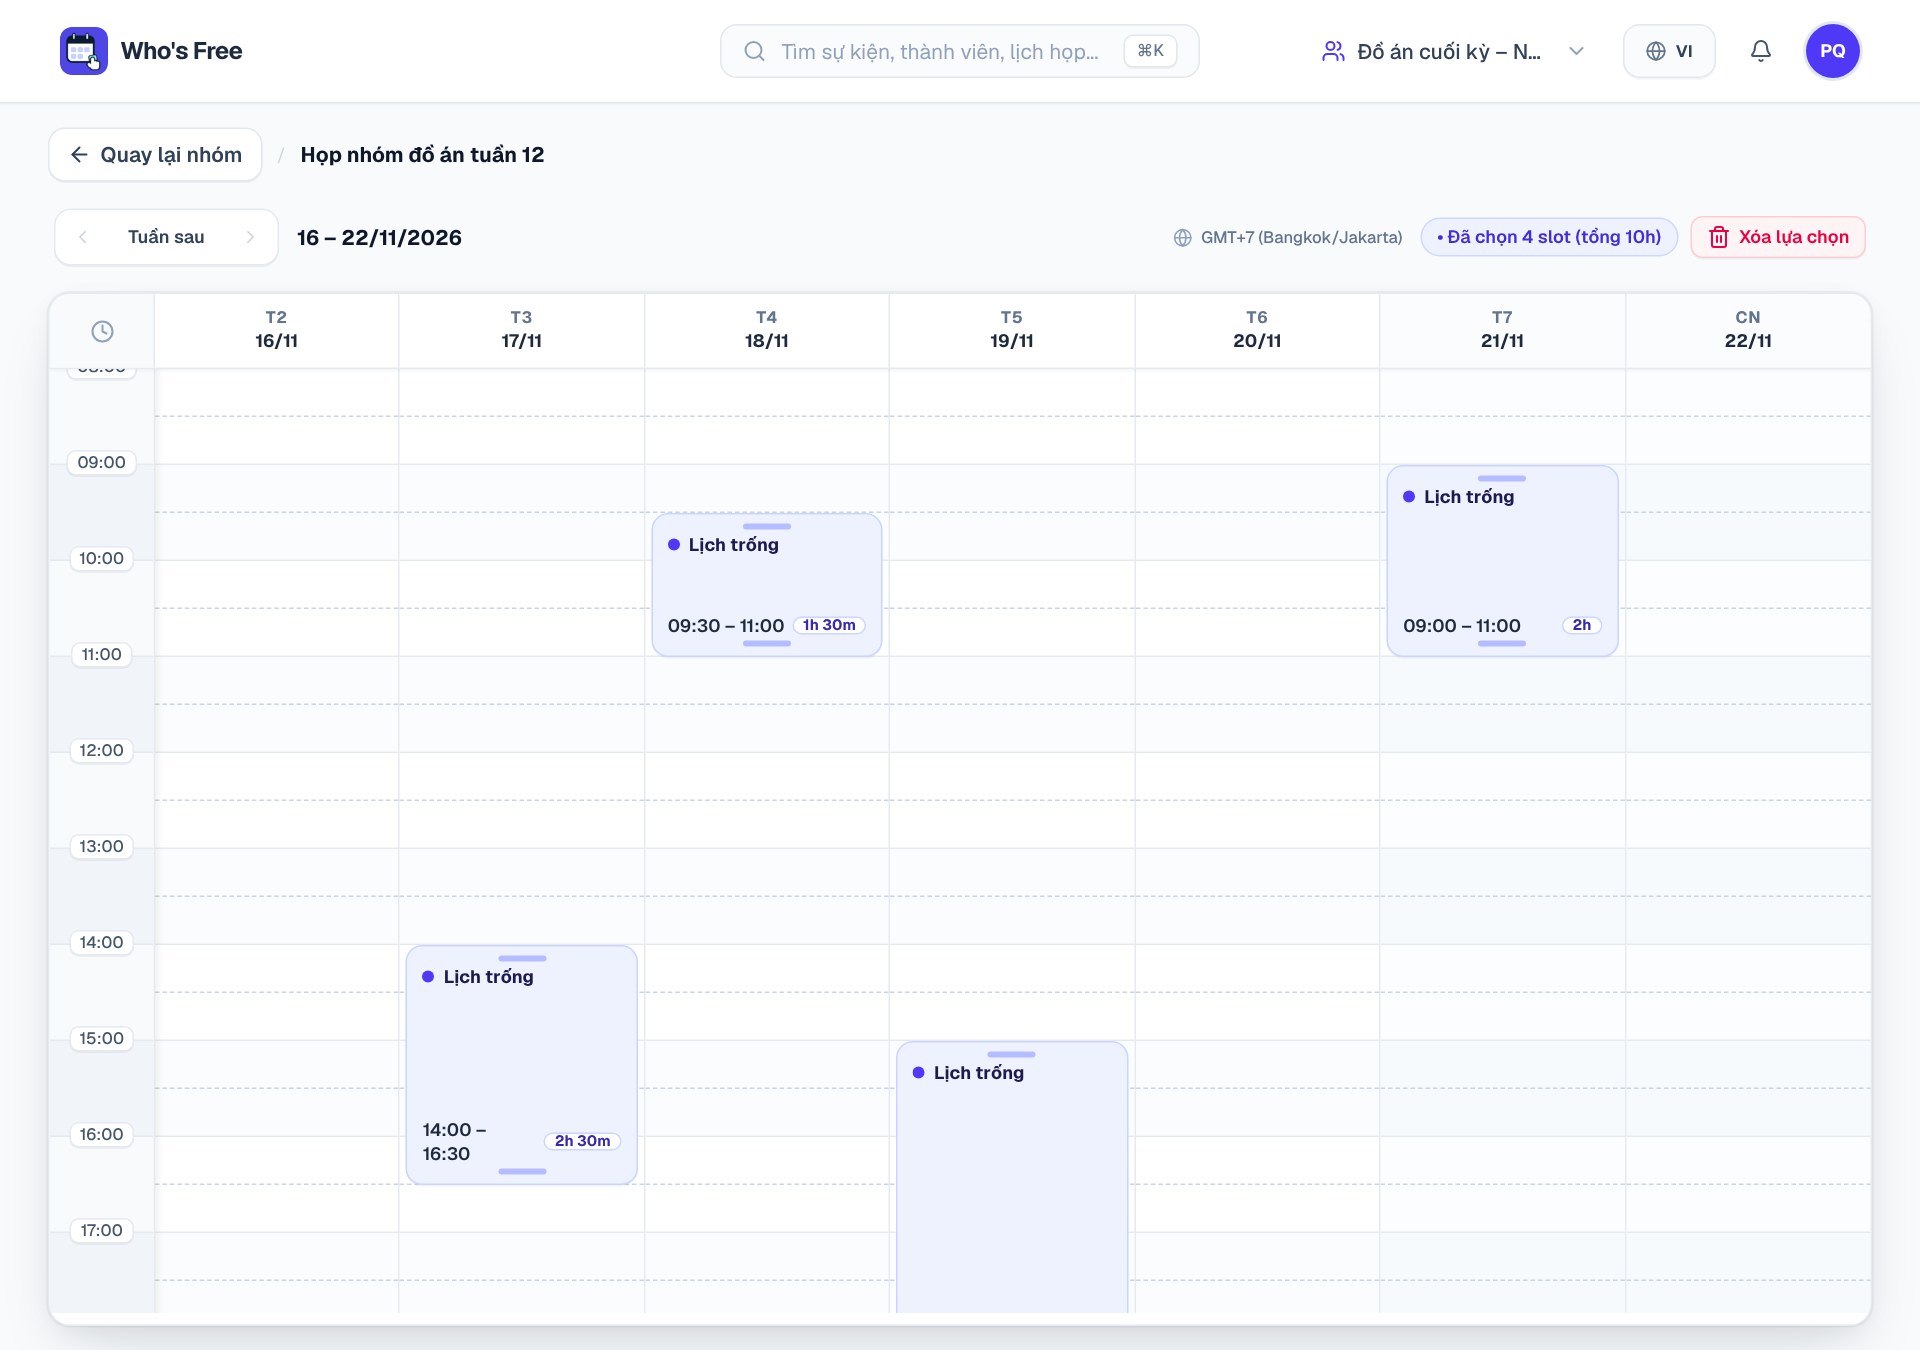 Who's Free
Tìm sự kiện, thành viên, lịch họp...
⌘K
Đồ án cuối kỳ – N...
VI
PQ
Quay lại nhóm
/
Họp nhóm đồ án tuần 12
Tuần sau
16 – 22/11/2026
GMT+7 (Bangkok/Jakarta)
• Đã chọn 4 slot (tổng 10h)
Xóa lựa chọn
T2
16/11
T3
17/11
T4
18/11
T5
19/11
T6
20/11
T7
21/11
CN
22/11
09:00
10:00
11:00
12:00
13:00
14:00
15:00
16:00
17:00
Lịch trống
14:00 –
16:30
2h 30m
Lịch trống
09:30 – 11:00
1h 30m
Lịch trống
Lịch trống
09:00 – 11:00
2h